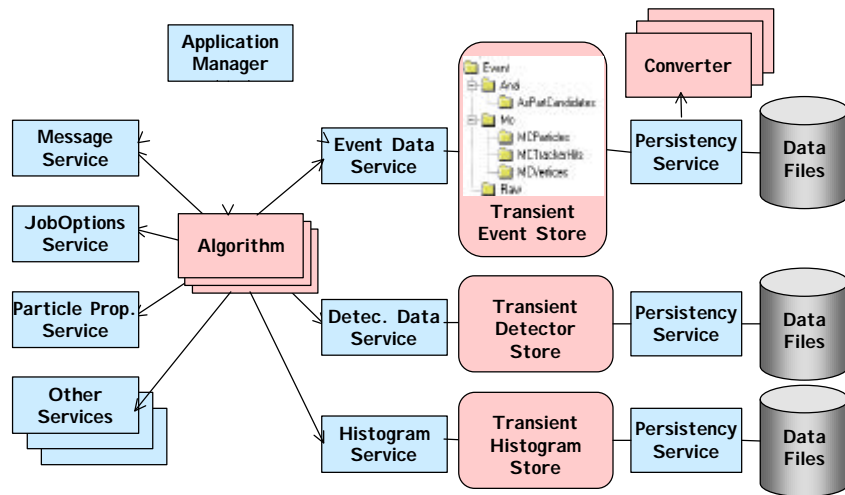 Application
Manager
Event
Anal
AxPartCandidates
Mc
MCParticles
MCTrackerHits
MCVertices
Raw
Transient
Event Store
Converter
Message
Service
Event Data
Service
Persistency
Service
Data
Files
JobOptions
Service
Algorithm
Particle Prop.
Service
Detec. Data
Service
Transient
Detector
Store
Persistency
Service
Data
Files
Other
Services
Histogram
Service
Transient
Histogram
Store
Persistency
Service
Data
Files